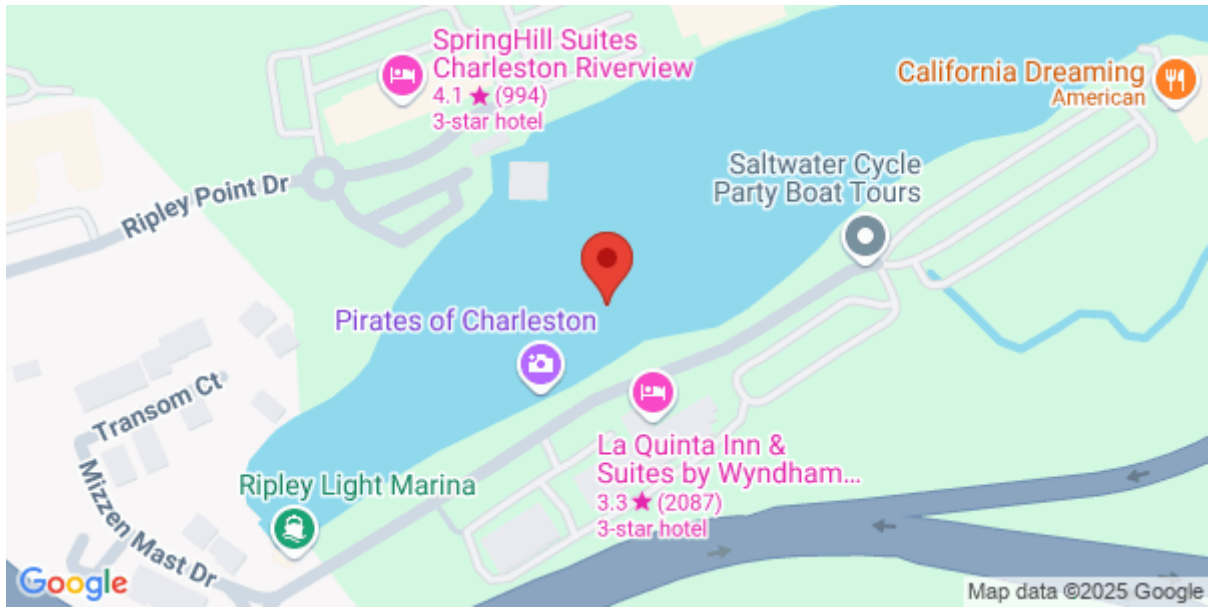 SpringHill Suites
Charleston Riverview
4.1 ★ (994)
3-star hotel
California Dreaming
American
Saltwater Cycle
Party Boat Tours
Ripley Point Dr
Pirates of Charleston
Transom Ct
La Quinta Inn &
Suites by Wyndham...
3.3 ★ (2087)
3-star hotel
Ripley Light Marina
Mizzen Mast Dr
Google
Map data ©2025 Google